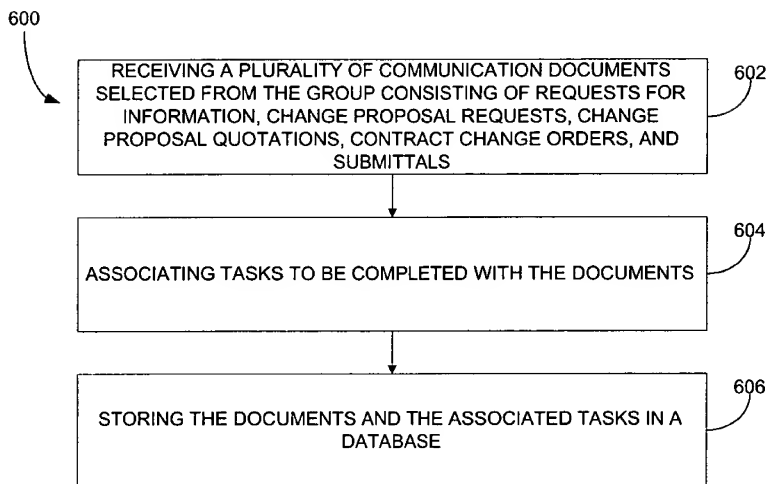 600
RECEIVING A PLURALITY OF COMMUNICATION DOCUMENTS
SELECTED FROM THE GROUP CONSISTING OF REQUESTS FOR
INFORMATION, CHANGE PROPOSAL REQUESTS, CHANGE
PROPOSAL QUOTATIONS, CONTRACT CHANGE ORDERS, AND
SUBMITTALS
602
ASSOCIATING TASKS TO BE COMPLETED WITH THE DOCUMENTS
604
STORING THE DOCUMENTS AND THE ASSOCIATED TASKS IN A
DATABASE
606